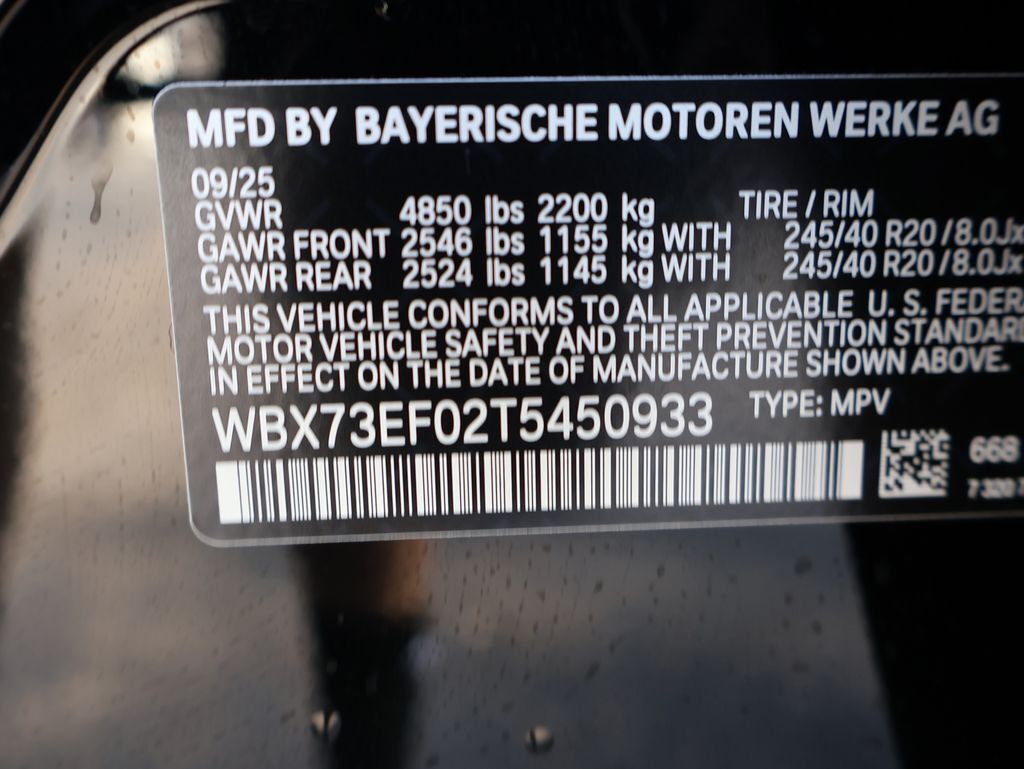 MFD BY BAYERISCHE MOTOREN WERKE AG
09/25
GVWR 4850 lbs 2200 kg TIRE / RIM
GAWR FRONT 2546 lbs 1155 kg WITH 245/40 R20 / 8.0Jx
GAWR REAR 2524 lbs 1145 kg WITH 245/40 R20 / 8.0Jx
THIS VEHICLE CONFORMS TO ALL APPLICABLE U. S. FEDERA
MOTOR VEHICLE SAFETY AND THEFT PREVENTION STANDARD
IN EFFECT ON THE DATE OF MANUFACTURE SHOWN ABOVE.
WBX73EF02T5450933 TYPE: MPV
668
7 320 7